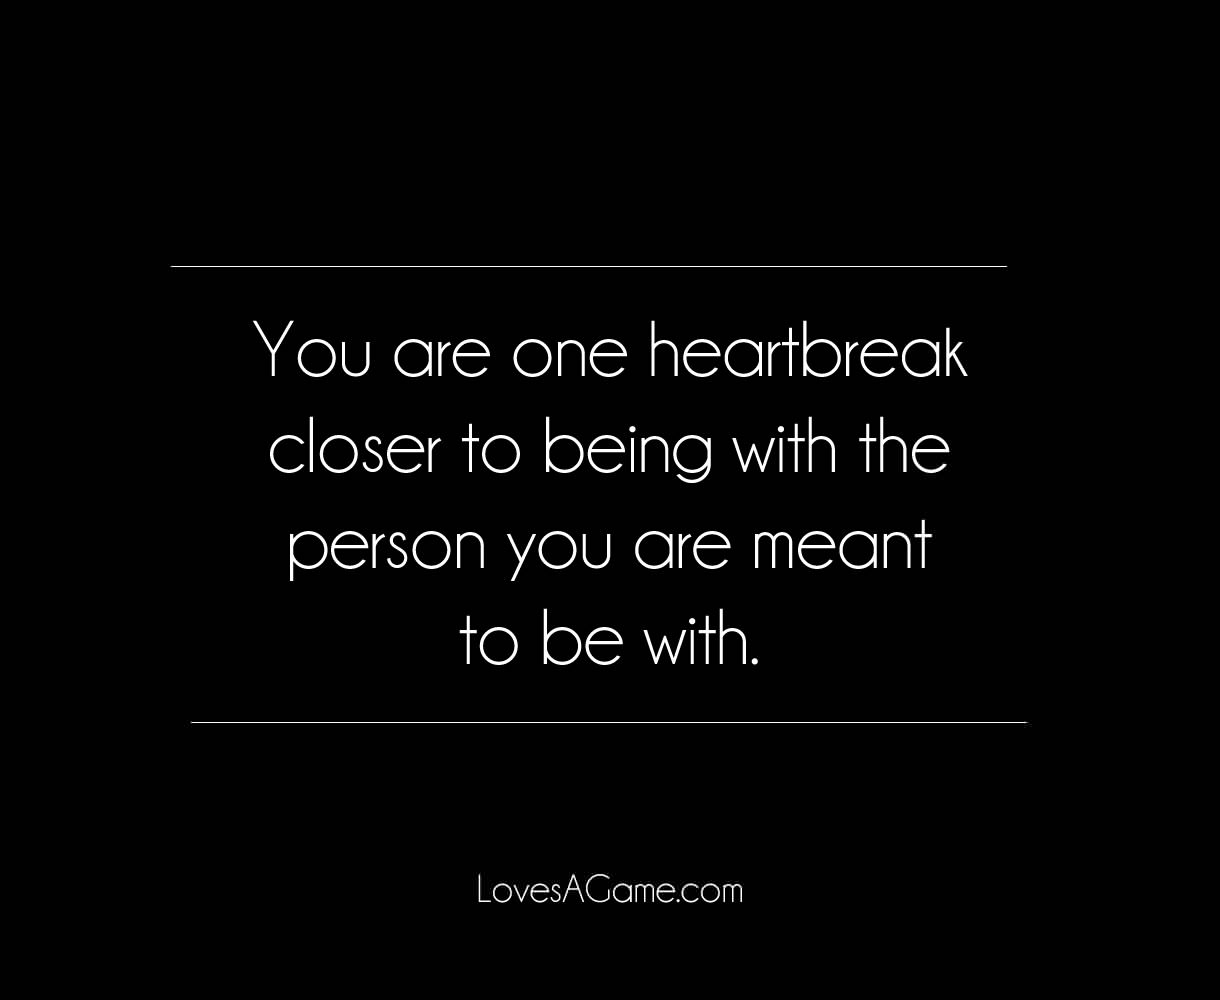 You are one heartbreak
closer to being with the
person you are meant
to be with.
LovesAGame.com